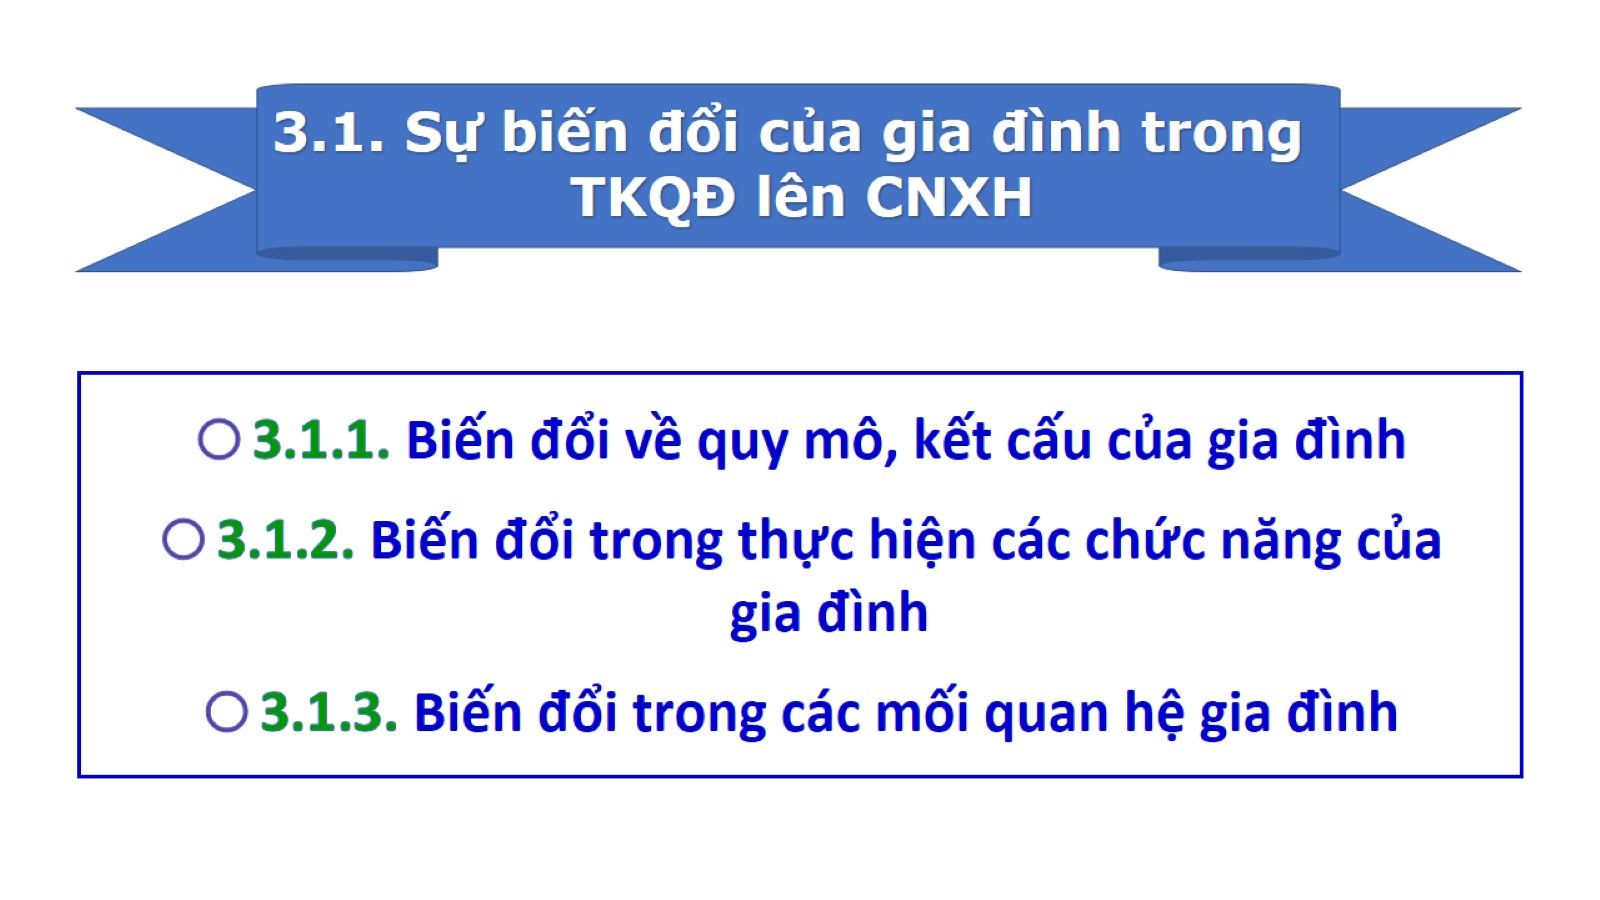 3.1. Sự biến đổi của gia đình trong
TKQĐ lên CNXH
3.1.1. Biến đổi về quy mô, kết cấu của gia đình
3.1.2. Biến đổi trong thực hiện các chức năng của
gia đình
3.1.3. Biến đổi trong các mối quan hệ gia đình